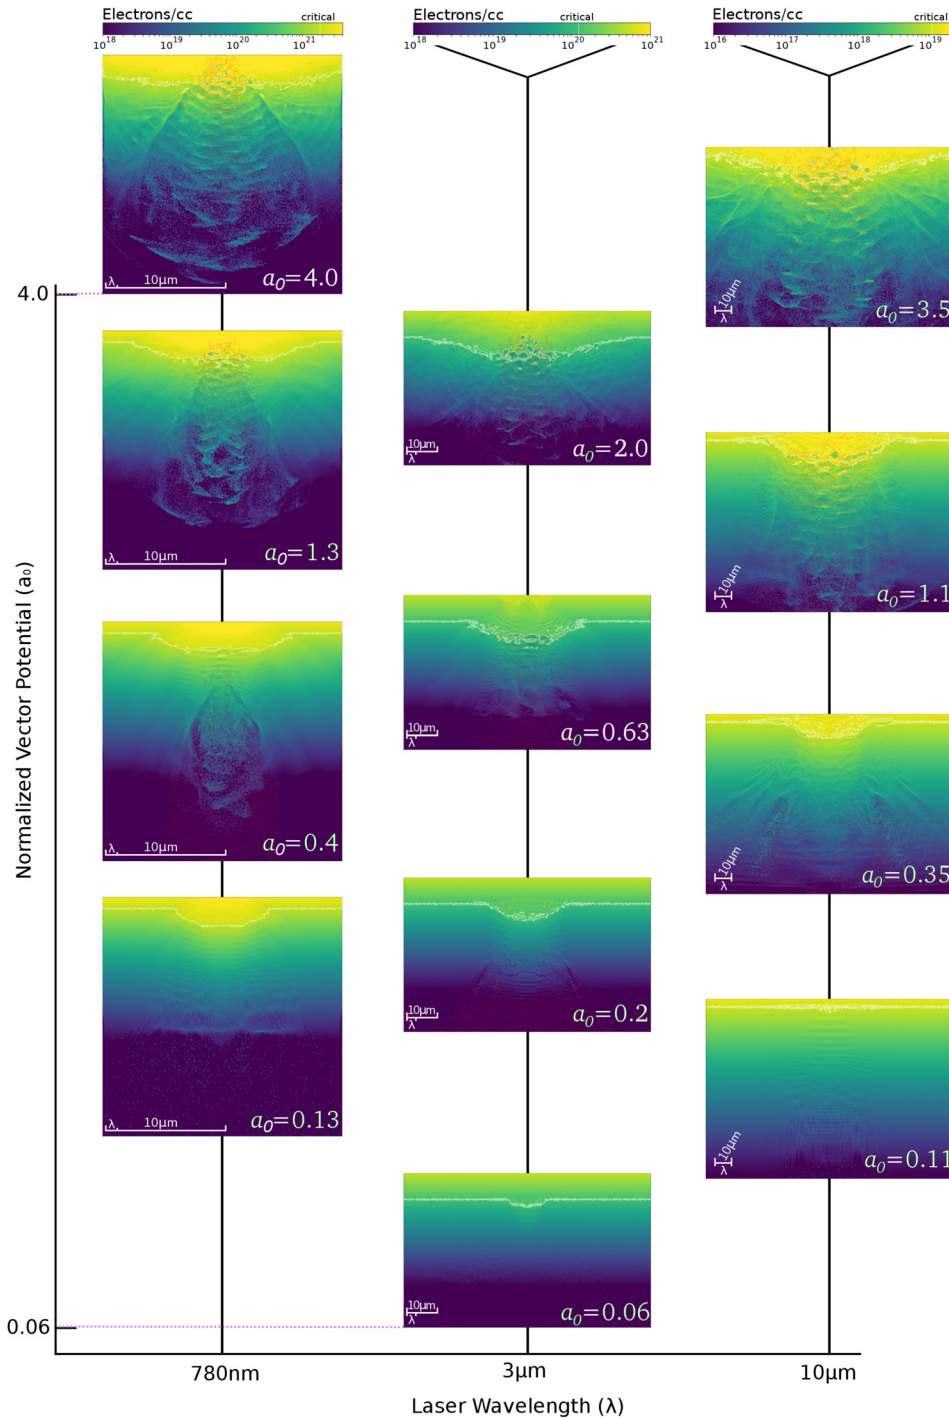 Electrons/cc critical
10¹⁸ 10¹⁹ 10²⁰ 10²¹
Electrons/cc critical
10¹⁸ 10¹⁹ 10²⁰ 10²¹
Electrons/cc critical
10¹⁶ 10¹⁷ 10¹⁸ 10¹⁹
λ 10μm a₀=4.0
10μm
λ
a₀=3.5
4.0
λ 10μm a₀=1.3
10μm
λ
a₀=2.0
10μm
λ
a₀=1.1
λ 10μm a₀=0.4
10μm
λ
a₀=0.63
10μm
λ
a₀=0.35
λ 10μm a₀=0.13
10μm
λ
a₀=0.2
10μm
λ
a₀=0.11
10μm
λ
a₀=0.06
0.06
Normalized Vector Potential (a₀)
780nm 3μm 10μm
Laser Wavelength (λ)